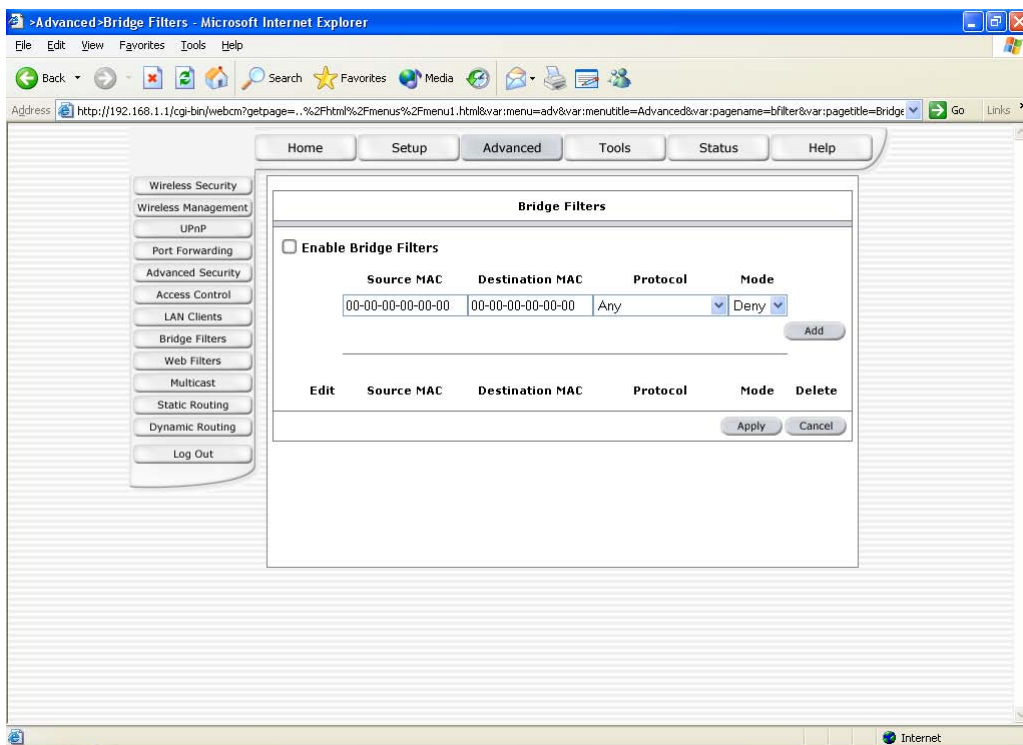 >Advanced>Bridge Filters - Microsoft Internet Explorer
File Edit View Favorites Tools Help
Back Search Favorites Media
Address http://192.168.1.1/cgi-bin/webcm?getpage=..%2Fhtml%2Fmenus%2Fmenu1.html&var:menu=adv&var:menutitle=Advanced&var:pagename=bfilter&var:pagetitle=Bridge Go Links »
Home Setup Advanced Tools Status Help
Wireless Security
Wireless Management
UPnP
Port Forwarding
Advanced Security
Access Control
LAN Clients
Bridge Filters
Web Filters
Multicast
Static Routing
Dynamic Routing
Log Out
Bridge Filters
Enable Bridge Filters
Source MAC Destination MAC Protocol Mode
00-00-00-00-00-00 00-00-00-00-00-00 Any Deny
Add
Edit Source MAC Destination MAC Protocol Mode Delete
Apply Cancel
Internet